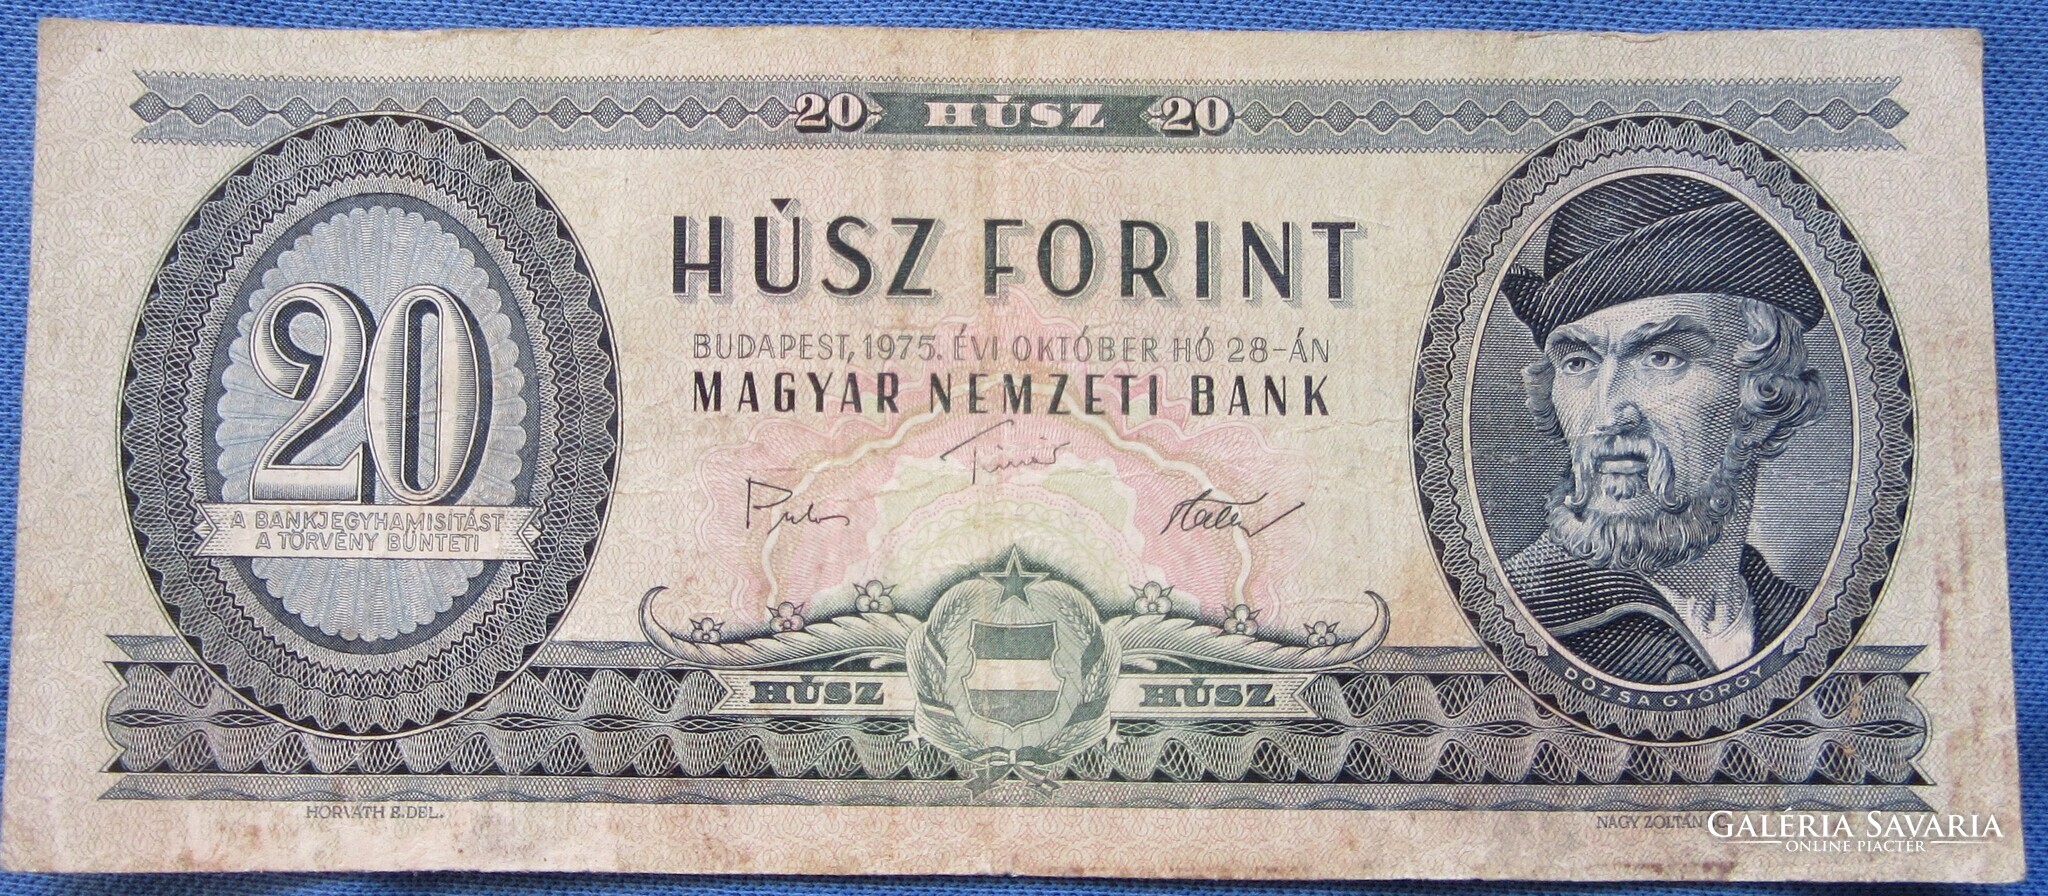 20 HÚSZ 20
HÚSZ FORINT
BUDAPEST, 1975. ÉVI OKTÓBER HÓ 28-ÁN
MAGYAR NEMZETI BANK
20
A BANKJEGYHAMISÍTÁST
A TÖRVÉNY BÜNTETI
Timár
HÚSZ HÚSZ
DÓZSA GYÖRGY
HORVÁTH E. DEL.
NAGY ZOLTÁN
GALÉRIA SAVARIA
ONLINE PIACTÉR